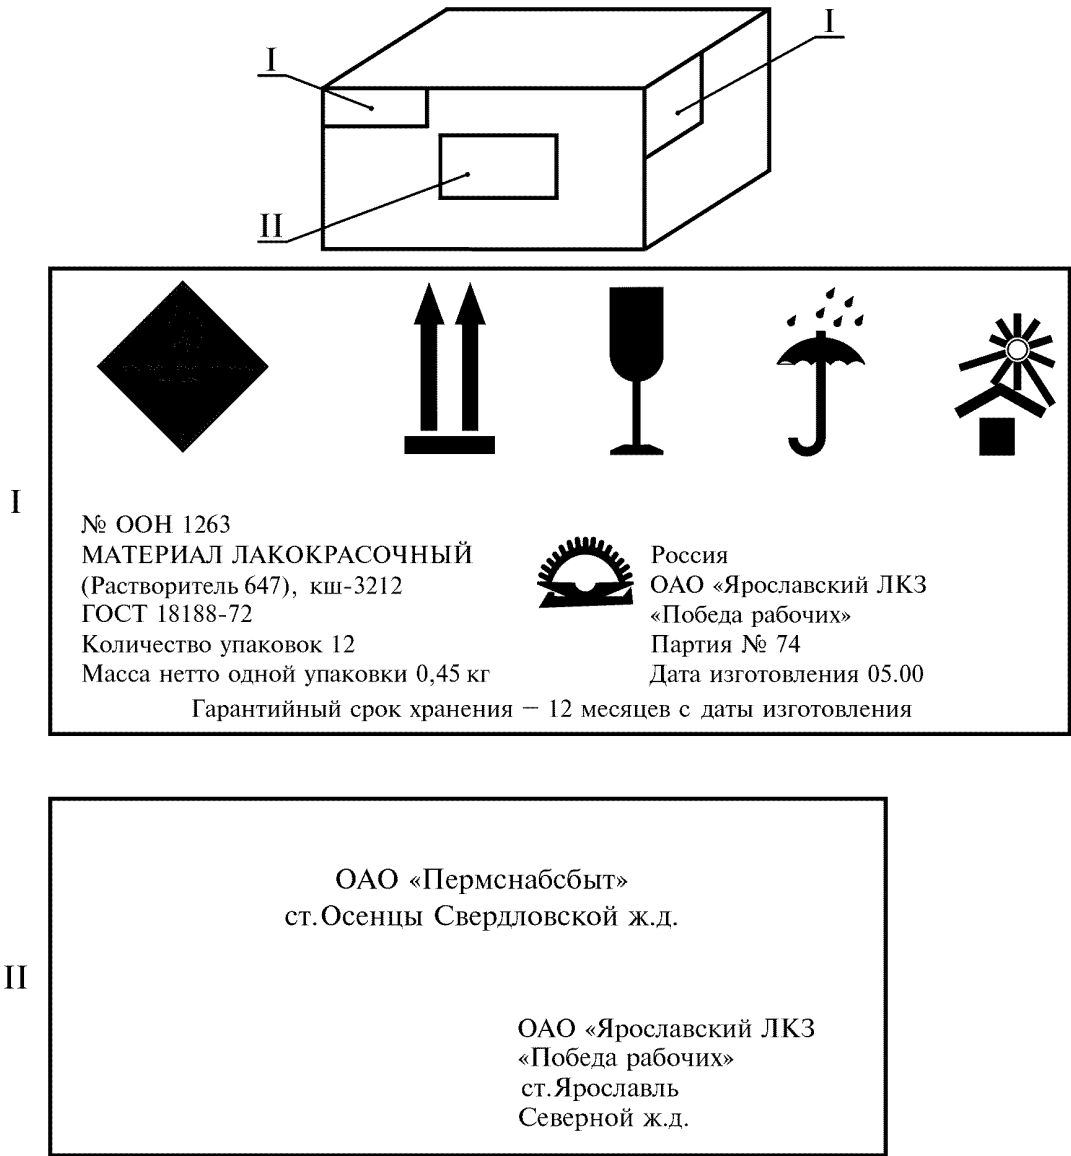 I
I
II
I
№ ООН 1263
МАТЕРИАЛ ЛАКОКРАСОЧНЫЙ
(Растворитель 647), кш-3212
ГОСТ 18188-72
Количество упаковок 12
Масса нетто одной упаковки 0,45 кг
Россия
ОАО «Ярославский ЛКЗ
«Победа рабочих»
Партия № 74
Дата изготовления 05.00
Гарантийный срок хранения — 12 месяцев с даты изготовления
II
ОАО «Пермснабсбыт»
ст.Осенцы Свердловской ж.д.
ОАО «Ярославский ЛКЗ
«Победа рабочих»
ст.Ярославль
Северной ж.д.